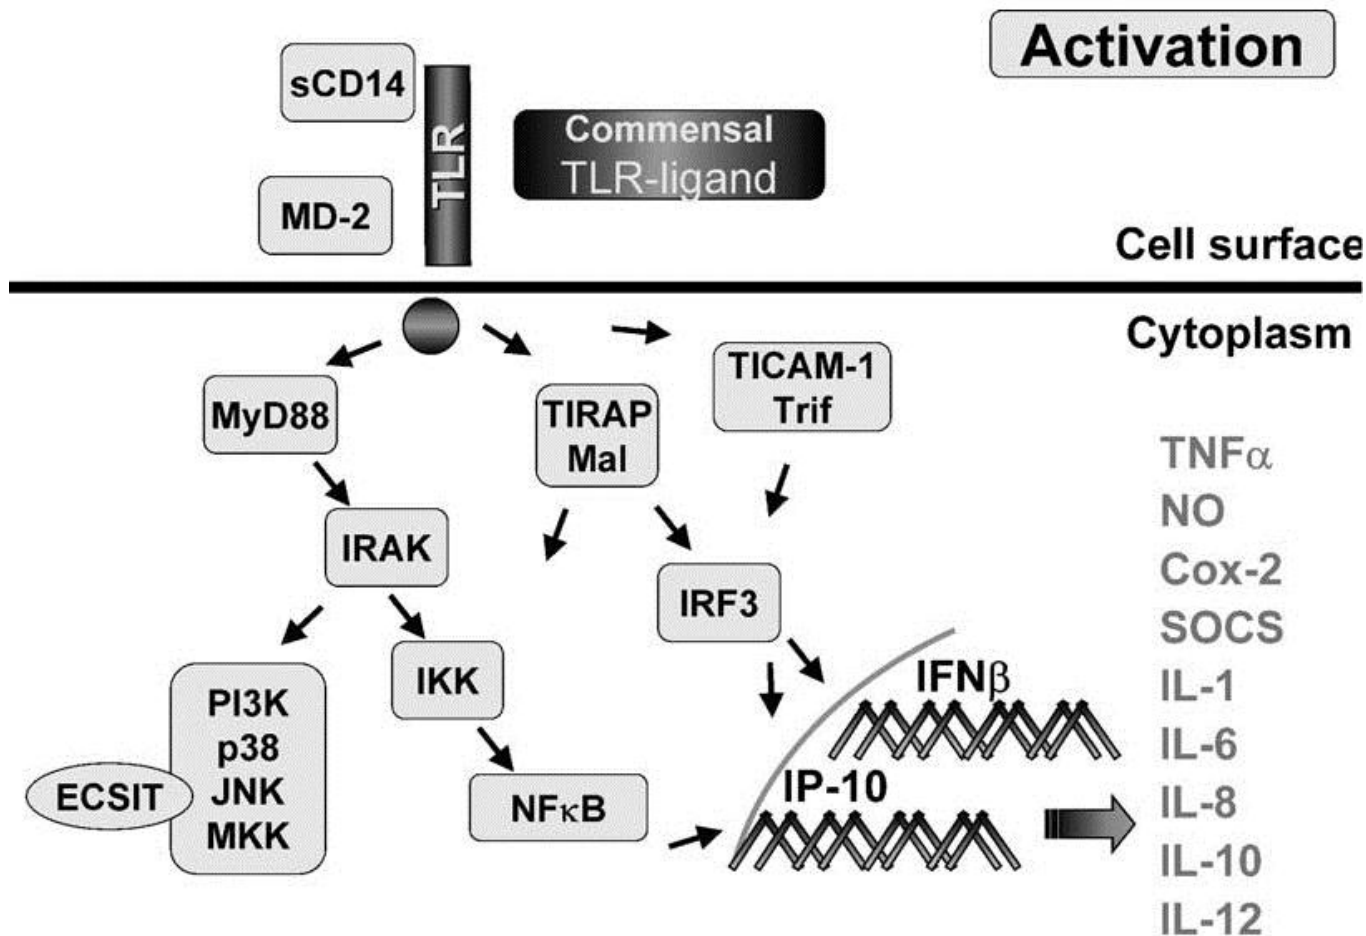 Activation
sCD14
TLR
Commensal
TLR-ligand
MD-2
Cell surface
Cytoplasm
MyD88
TIRAP
Mal
TICAM-1
Trif
IRAK
IRF3
IKK
PI3K
p38
JNK
MKK
ECSIT
NFκB
IFNβ
IP-10
TNFα
NO
Cox-2
SOCS
IL-1
IL-6
IL-8
IL-10
IL-12